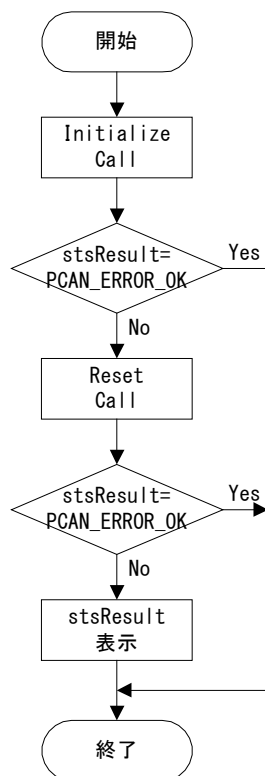 開始
Initialize
Call
stsResult=
PCAN_ERROR_OK
Yes
No
Reset
Call
stsResult=
PCAN_ERROR_OK
Yes
No
stsResult
表示
終了